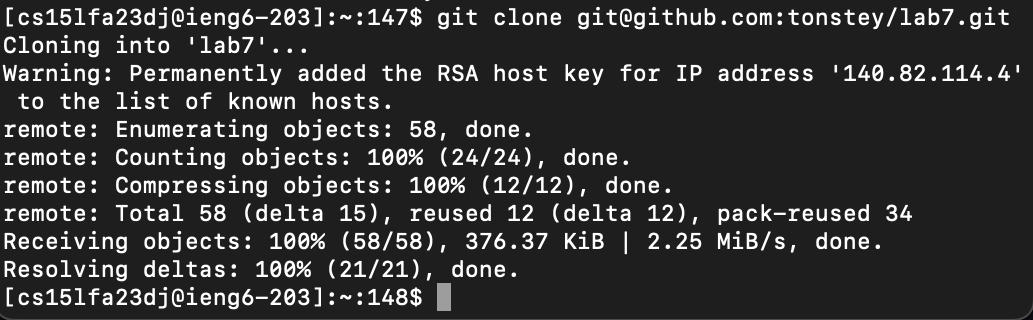 [cs15lfa23dj@ieng6-203]:~:147$ git clone git@github.com:tonstey/lab7.git
Cloning into 'lab7'...
Warning: Permanently added the RSA host key for IP address '140.82.114.4'
 to the list of known hosts.
remote: Enumerating objects: 58, done.
remote: Counting objects: 100% (24/24), done.
remote: Compressing objects: 100% (12/12), done.
remote: Total 58 (delta 15), reused 12 (delta 12), pack-reused 34
Receiving objects: 100% (58/58), 376.37 KiB | 2.25 MiB/s, done.
Resolving deltas: 100% (21/21), done.
[cs15lfa23dj@ieng6-203]:~:148$